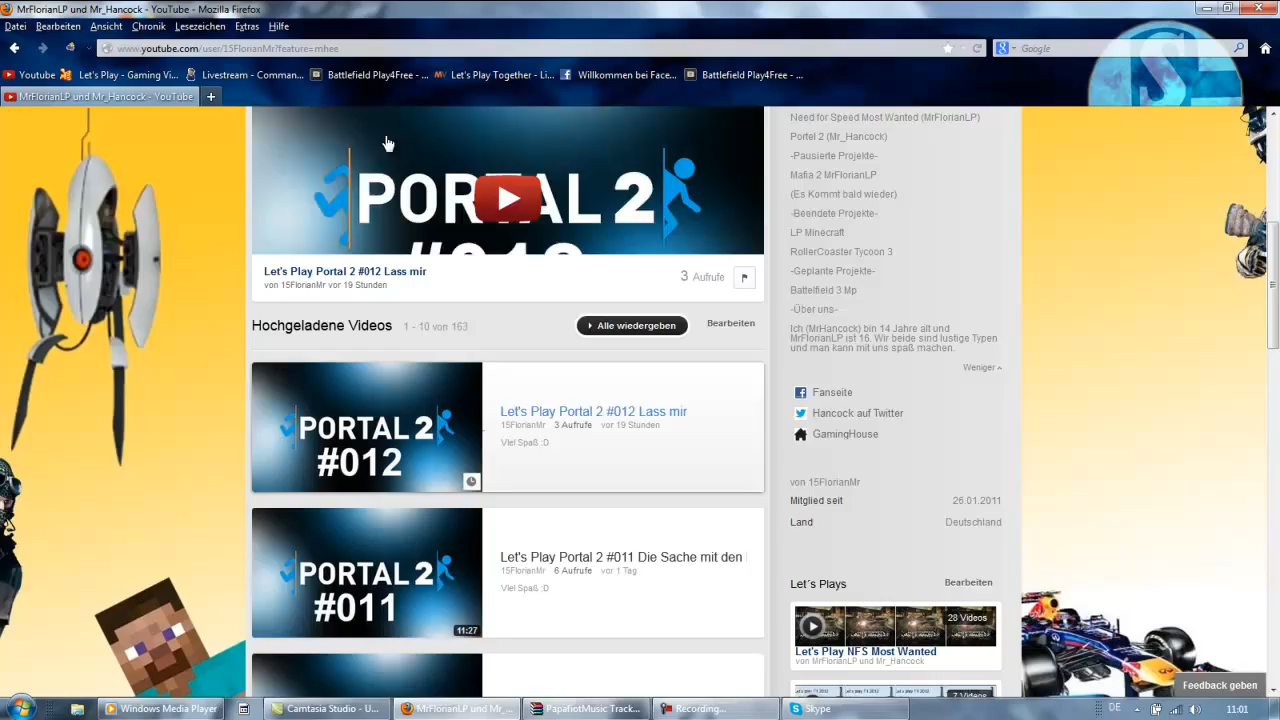 MrFlorianLP und Mr_Hancock - YouTube - Mozilla Firefox
Datei Bearbeiten Ansicht Chronik Lesezeichen Extras Hilfe
www.youtube.com/user/15FlorianMr?feature=mhee
Google
Youtube Let's Play - Gaming Vi... Livestream - Comman... Battlefield Play4Free - ... Let's Play Together - Li... Willkommen bei Face... Battlefield Play4Free - ...
MrFlorianLP und Mr_Hancock - YouTube
PORTAL 2
Let's Play Portal 2 #012 Lass mir
von 15FlorianMr vor 19 Stunden
3 Aufrufe
Hochgeladene Videos 1 - 10 von 163
Alle wiedergeben
Bearbeiten
PORTAL 2
#012
Let's Play Portal 2 #012 Lass mir
15FlorianMr 3 Aufrufe vor 19 Stunden
Viel Spaß :D
PORTAL 2
#011
11:27
Let's Play Portal 2 #011 Die Sache mit den
15FlorianMr 6 Aufrufe vor 1 Tag
Viel Spaß :D
Need for Speed Most Wanted (MrFlorianLP)
Portel 2 (Mr_Hancock)
-Pausierte Projekte-
Mafia 2 MrFlorianLP
(Es Kommt bald wieder)
-Beendete Projekte-
LP Minecraft
RollerCoaster Tycoon 3
-Geplante Projekte-
Battelfield 3 Mp
-Über uns-
Ich (MrHancock) bin 14 Jahre alt und
MrFlorianLP ist 16. Wir beide sind lustige Typen
und man kann mit uns spaß machen.
Weniger
Fanseite
Hancock auf Twitter
GamingHouse
von 15FlorianMr
Mitglied seit 26.01.2011
Land Deutschland
Let´s Plays Bearbeiten
28 Videos
Let's Play NFS Most Wanted
von MrFlorianLP und Mr_Hancock
7 Videos
Feedback geben
Windows Media Player
Camtasia Studio - U...
MrFlorianLP und Mr_...
PapafiotMusic Track...
Recording...
Skype
DE
11:01